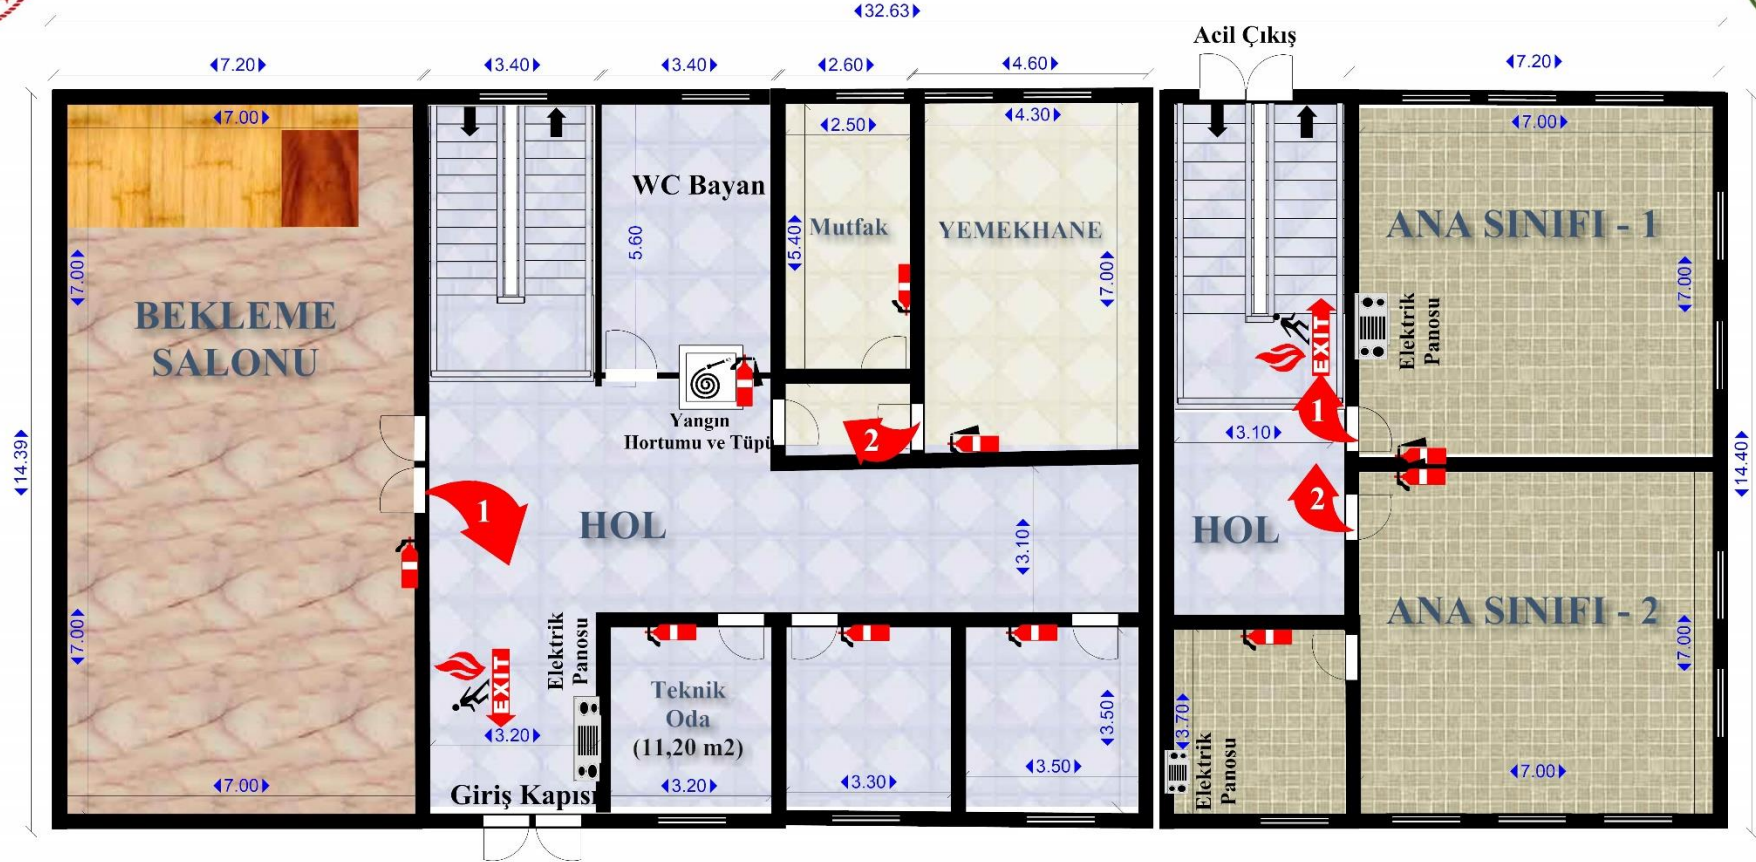 32.63
Acil Çıkış
7.20
3.40
3.40
2.60
4.60
7.20
7.00
2.50
4.30
7.00
WC Bayan
5.60
5.40
Mutfak
YEMEKHANE
ANA SINIFI - 1
7.00
7.00
7.00
BEKLEME
SALONU
EXIT
Elektrik
Panosu
1
Yangın
Hortumu ve Tüpü
2
3.10
14.39
14.40
1
HOL
3.10
2
HOL
ANA SINIFI - 2
7.00
7.00
Elektrik
Panosu
EXIT
Teknik
Oda
(11,20 m2)
3.50
3.70
3.20
Elektrik
Panosu
3.50
7.00
7.00
3.20
3.30
Giriş Kapısı